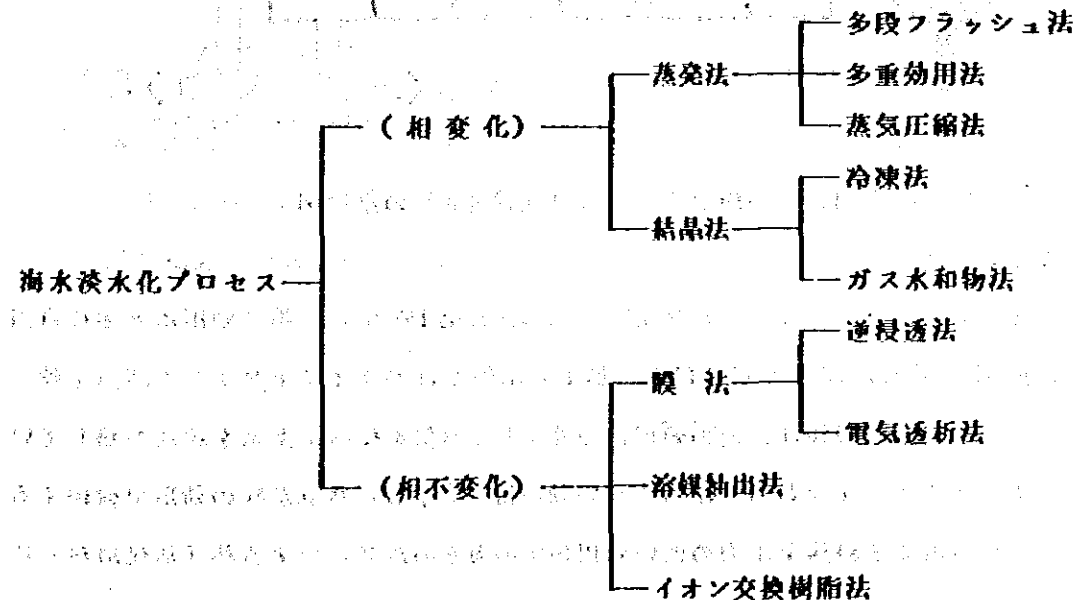 多段フラッシュ法
蒸発法
多重効用法
(相変化)
蒸気圧縮法
冷凍法
結晶法
海水淡水化プロセス
ガス水和物法
逆浸透法
膜 法
電気透析法
(相不変化)
溶媒抽出法
イオン交換樹脂法